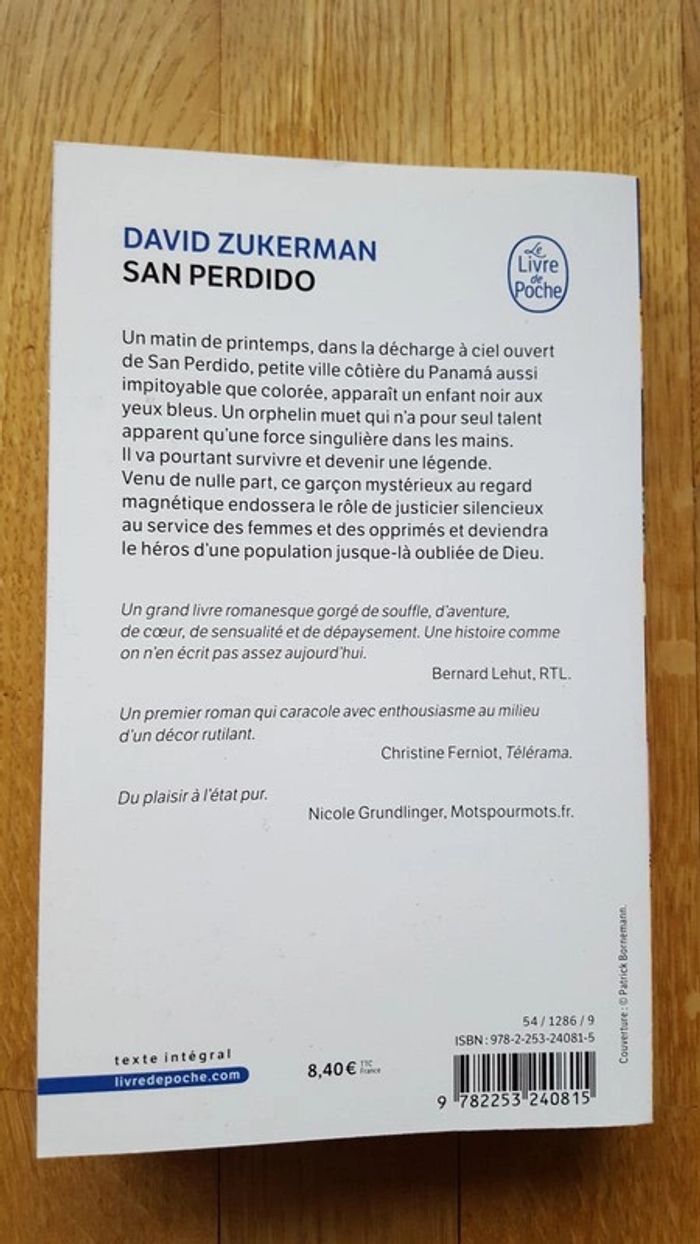 DAVID ZUKERMAN
SAN PERDIDO
Le
Livre
de
Poche
Un matin de printemps, dans la décharge à ciel ouvert
de San Perdido, petite ville côtière du Panamá aussi
impitoyable que colorée, apparaît un enfant noir aux
yeux bleus. Un orphelin muet qui n'a pour seul talent
apparent qu'une force singulière dans les mains.
Il va pourtant survivre et devenir une légende.
Venu de nulle part, ce garçon mystérieux au regard
magnétique endossera le rôle de justicier silencieux
au service des femmes et des opprimés et deviendra
le héros d'une population jusque-là oubliée de Dieu.
Un grand livre romanesque gorgé de souffle, d'aventure,
de cœur, de sensualité et de dépaysement. Une histoire comme
on n'en écrit pas assez aujourd'hui.
Bernard Lehut, RTL.
Un premier roman qui caracole avec enthousiasme au milieu
d'un décor rutilant.
Christine Ferniot, Télérama.
Du plaisir à l'état pur.
Nicole Grundlinger, Motspourmots.fr.
Couverture : © Patrick Bornemann.
54 / 1286 / 9
ISBN : 978-2-253-24081-5
texte intégral
livredepoche.com
8,40 € TTC
France
9 782253 240815